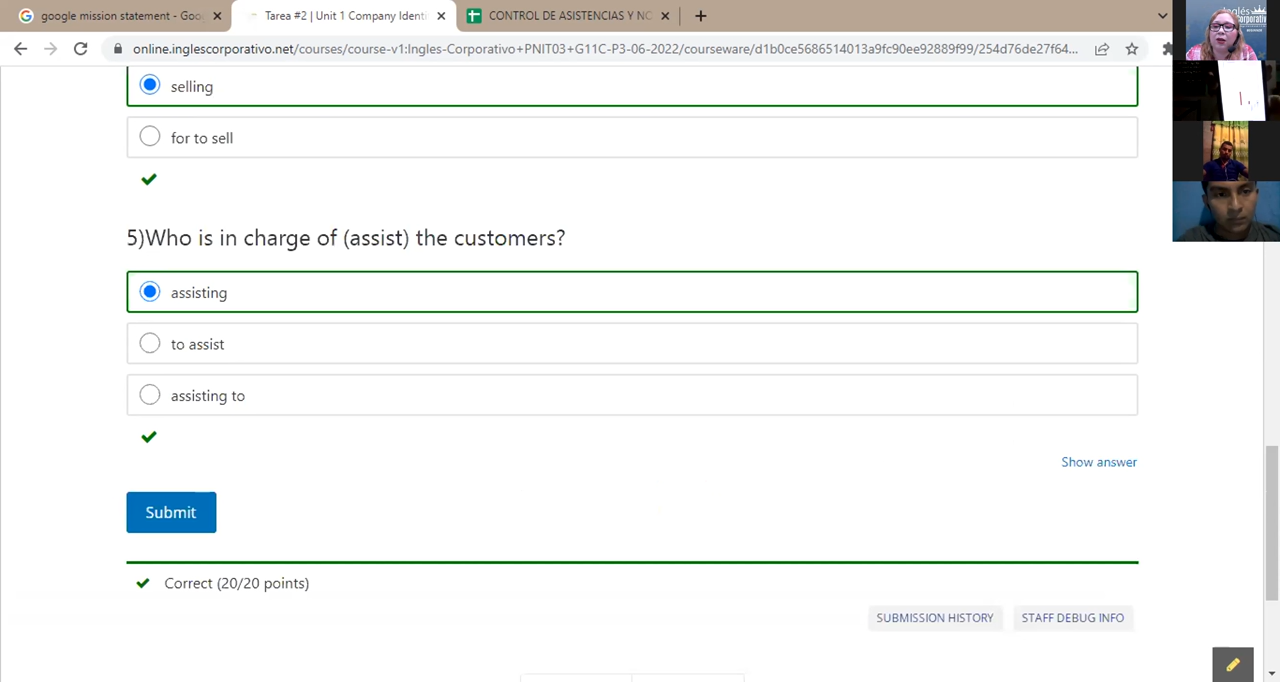 google mission statement - Goo
Tarea #2 | Unit 1 Company Identi
CONTROL DE ASISTENCIAS Y NO
online.inglescorporativo.net/courses/course-v1:Ingles-Corporativo+PNIT03+G11C-P3-06-2022/courseware/d1b0ce5686514013a9fc90ee92889f99/254d76de27f64...
Inglés
selling
for to sell
5)Who is in charge of (assist) the customers?
assisting
to assist
assisting to
Show answer
Submit
Correct (20/20 points)
SUBMISSION HISTORY
STAFF DEBUG INFO